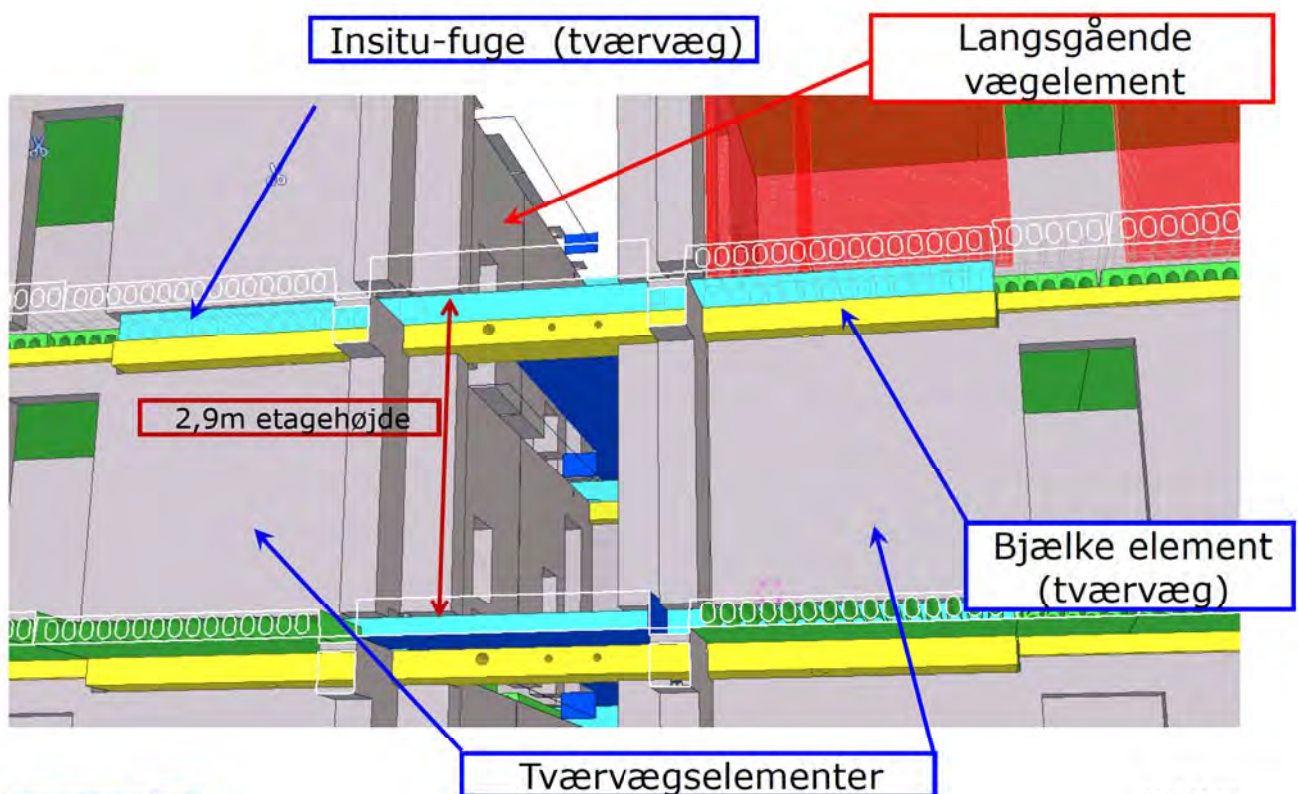 Insitu-fuge (tværvæg)
Langsgående
vægelement
2,9m etagehøjde
Bjælke element
(tværvæg)
Tværvægselementer